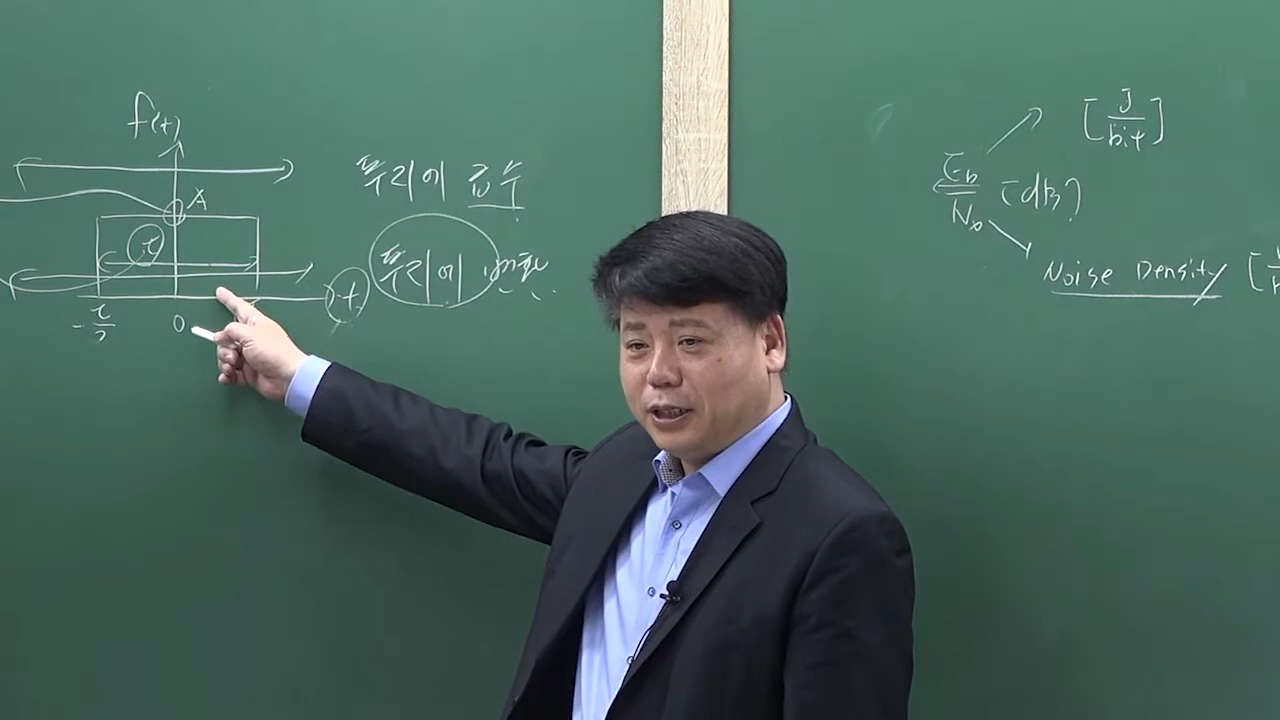 f(t)
A
τ
t
-τ/2
0
푸리에 급수
푸리에 변환
Eb/N0 [dB]
[J/bit]
Noise Density [